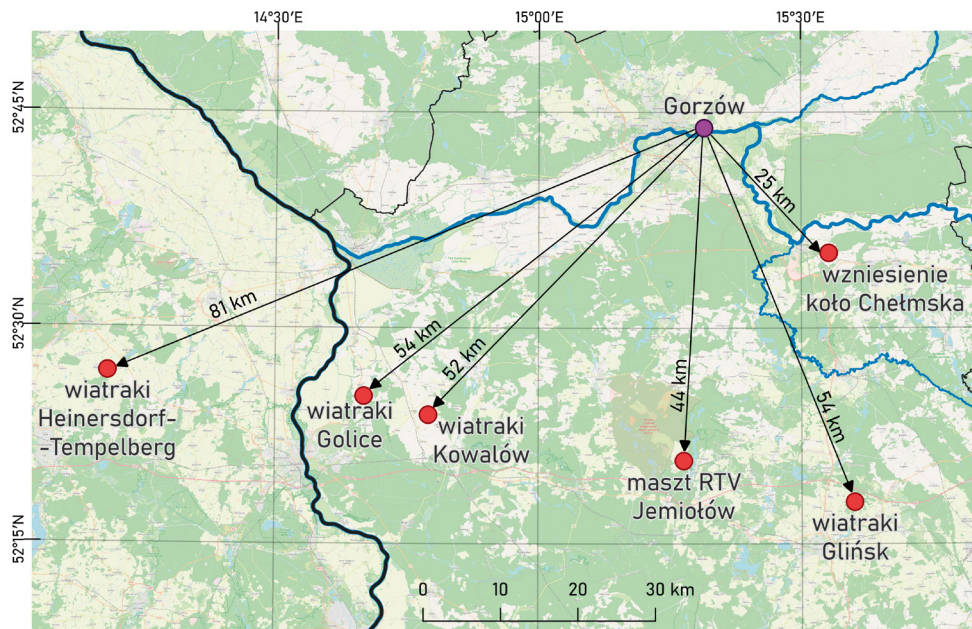 14°30'E
15°00'E
15°30'E
52°45'N
Gorzów
25 km
wzniesienie
koło Chełmska
81 km
52°30'N
54 km
52 km
44 km
54 km
wiatraki
Heinersdorf-
-Tempelberg
wiatraki
Golice
wiatraki
Kowalów
maszt RTV
Jemiołów
wiatraki
Glińsk
52°15'N
0
10
20
30 km